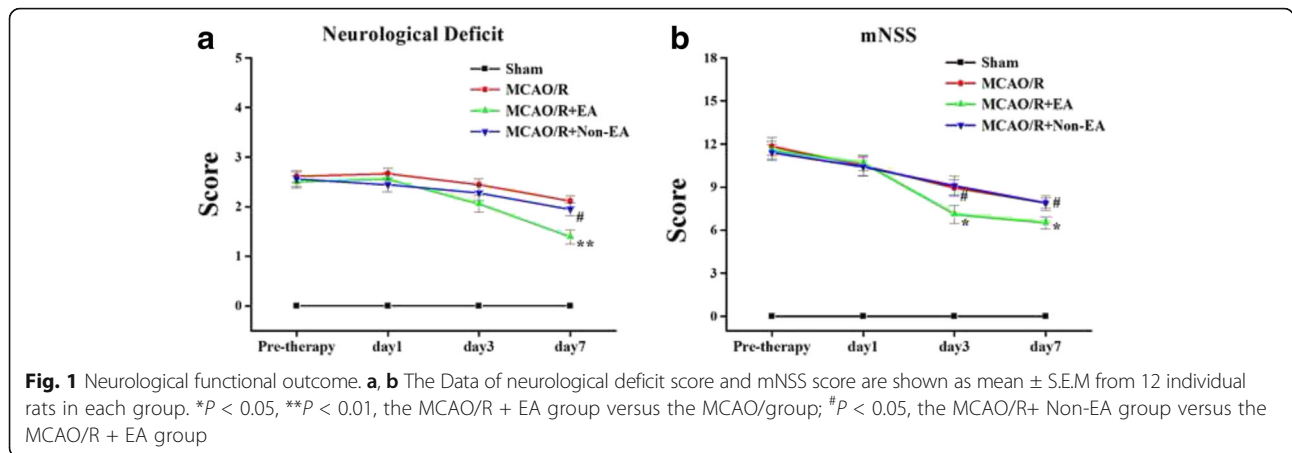 a
Neurological Deficit
5
4
3
2
1
0
Score
Sham
MCAO/R
MCAO/R+EA
MCAO/R+Non-EA
#
**
Pre-therapy day1 day3 day7
b
mNSS
18
15
12
9
6
3
0
Score
Sham
MCAO/R
MCAO/R+EA
MCAO/R+Non-EA
#
*
#
*
Pre-therapy day1 day3 day7
Fig. 1 Neurological functional outcome. a, b The Data of neurological deficit score and mNSS score are shown as mean ± S.E.M from 12 individual
rats in each group. *P < 0.05, **P < 0.01, the MCAO/R + EA group versus the MCAO/group; #P < 0.05, the MCAO/R+ Non-EA group versus the
MCAO/R + EA group